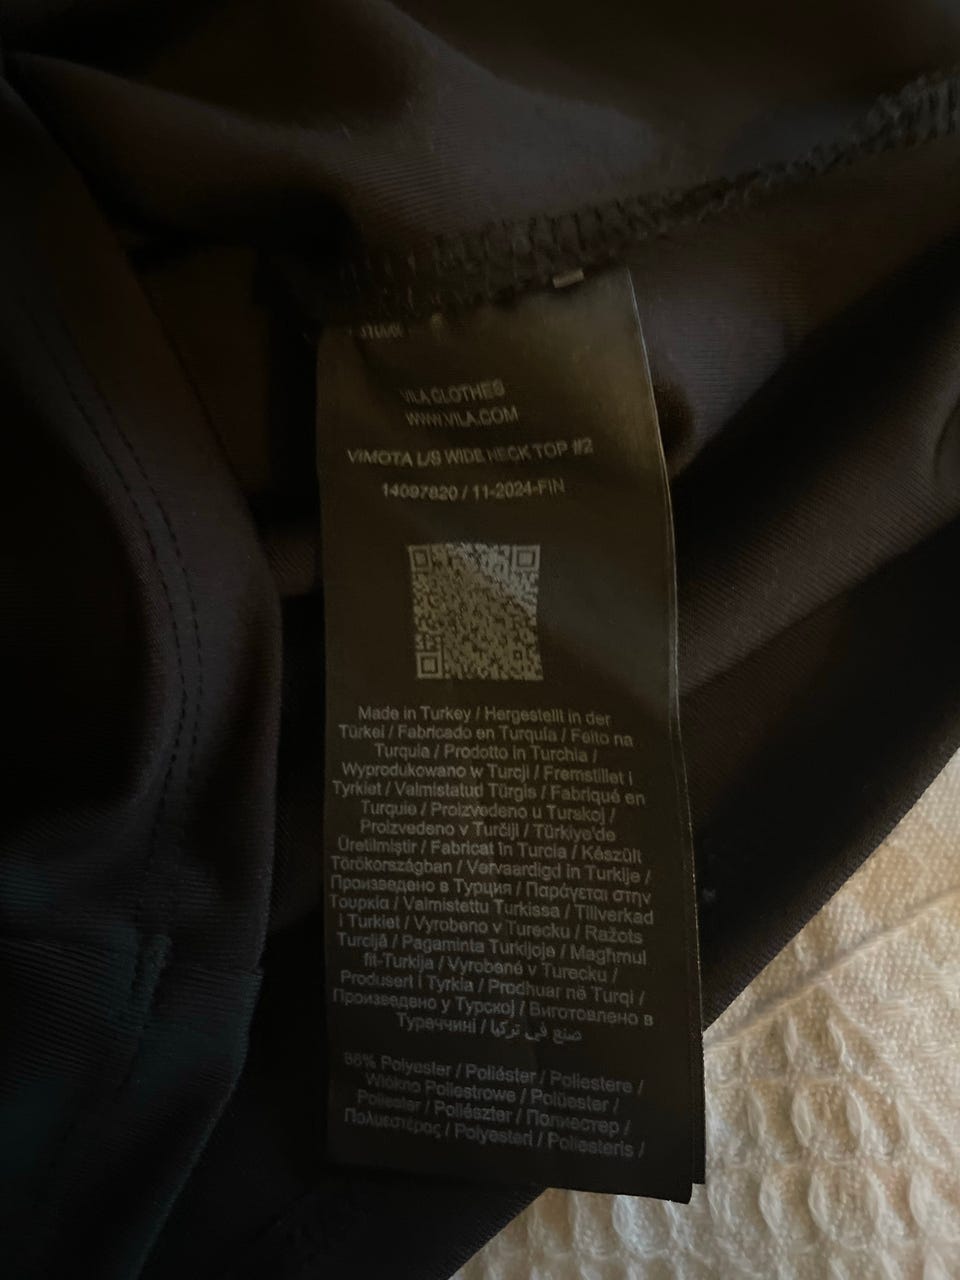 VILA CLOTHES
WWW.VILA.COM
VIMOTA L/S WIDE NECK TOP #2
14097820 / 11-2024-FIN
Made in Turkey / Hergestellt in der
Türkei / Fabricado en Turquía / Feito na
Turquia / Prodotto in Turchia /
Wyprodukowano w Turcji / Fremstillet i
Tyrkiet / Valmistatud Türgis / Fabriqué en
Turquie / Proizvedeno u Turskoj /
Proizvedeno v Turčiji / Türkiye'de
Üretilmiştir / Fabricat în Turcia / Készült
Törökországban / Vervaardigd in Turkije /
Произведено в Турция / Παράγεται στην
Τουρκία / Valmistettu Turkissa / Tillverkad
i Turkiet / Vyrobeno v Turecku / Ražots
Turcijā / Pagaminta Turkijoje / Magħmul
fit-Turkija / Vyrobené v Turecku /
Produsert i Tyrkia / Prodhuar në Turqi /
Произведено у Турској / Виготовлено в
Туреччині / صنع في تركيا
Polyester / Poliéster / Poliestere /
Włókno Poliestrowe / Polüester /
Poliester / Poliészter / Полиестер /
Πολυεστέρας / Polyesteri / Poliesteris /